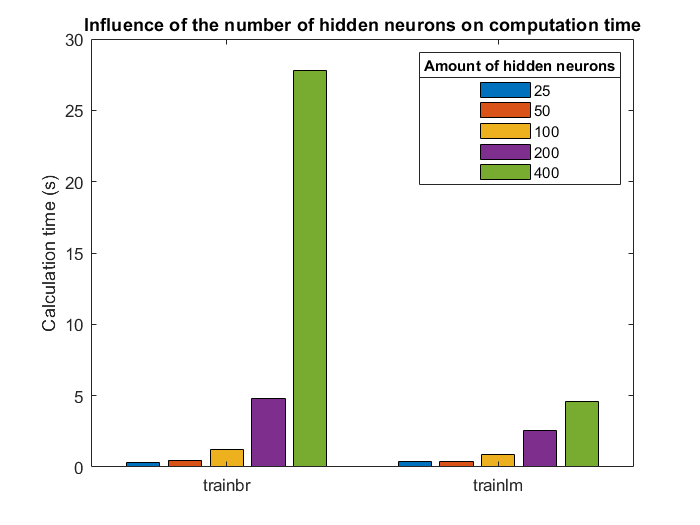 Influence of the number of hidden neurons on computation time
30
25
20
15
10
5
0
Calculation time (s)
Amount of hidden neurons
25
50
100
200
400
trainbr
trainlm